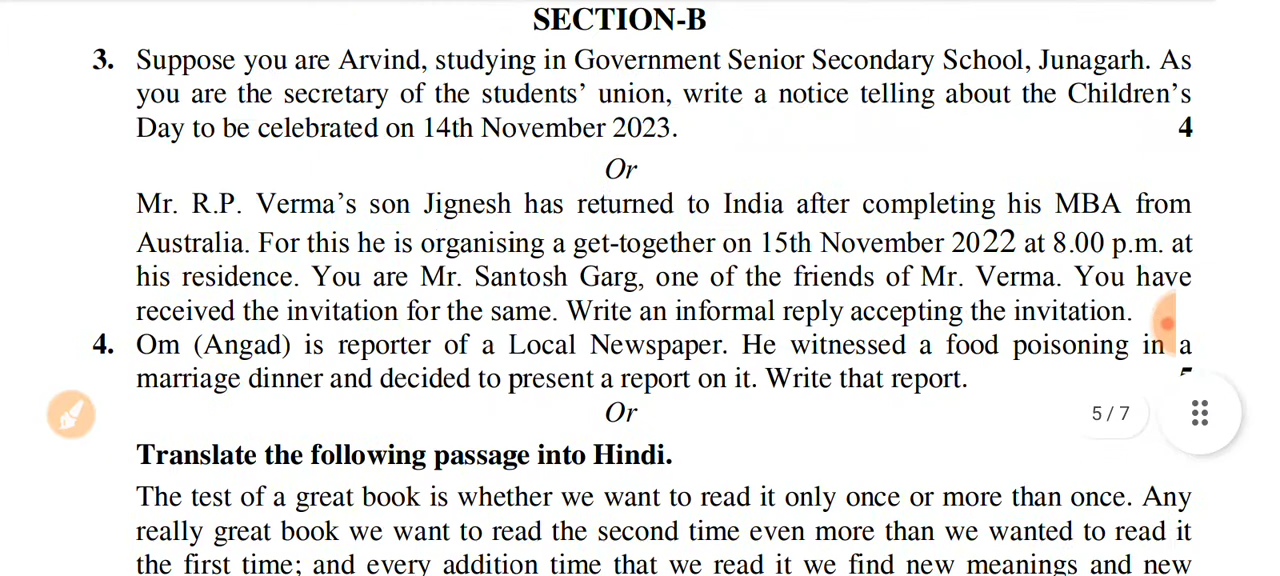 SECTION-B
3. Suppose you are Arvind, studying in Government Senior Secondary School, Junagarh. As
you are the secretary of the students’ union, write a notice telling about the Children’s
Day to be celebrated on 14th November 2023. 4
Or
Mr. R.P. Verma’s son Jignesh has returned to India after completing his MBA from
Australia. For this he is organising a get-together on 15th November 2022 at 8.00 p.m. at
his residence. You are Mr. Santosh Garg, one of the friends of Mr. Verma. You have
received the invitation for the same. Write an informal reply accepting the invitation.
4. Om (Angad) is reporter of a Local Newspaper. He witnessed a food poisoning in a
marriage dinner and decided to present a report on it. Write that report.
Or
5 / 7
Translate the following passage into Hindi.
The test of a great book is whether we want to read it only once or more than once. Any
really great book we want to read the second time even more than we wanted to read it
the first time; and every addition time that we read it we find new meanings and new